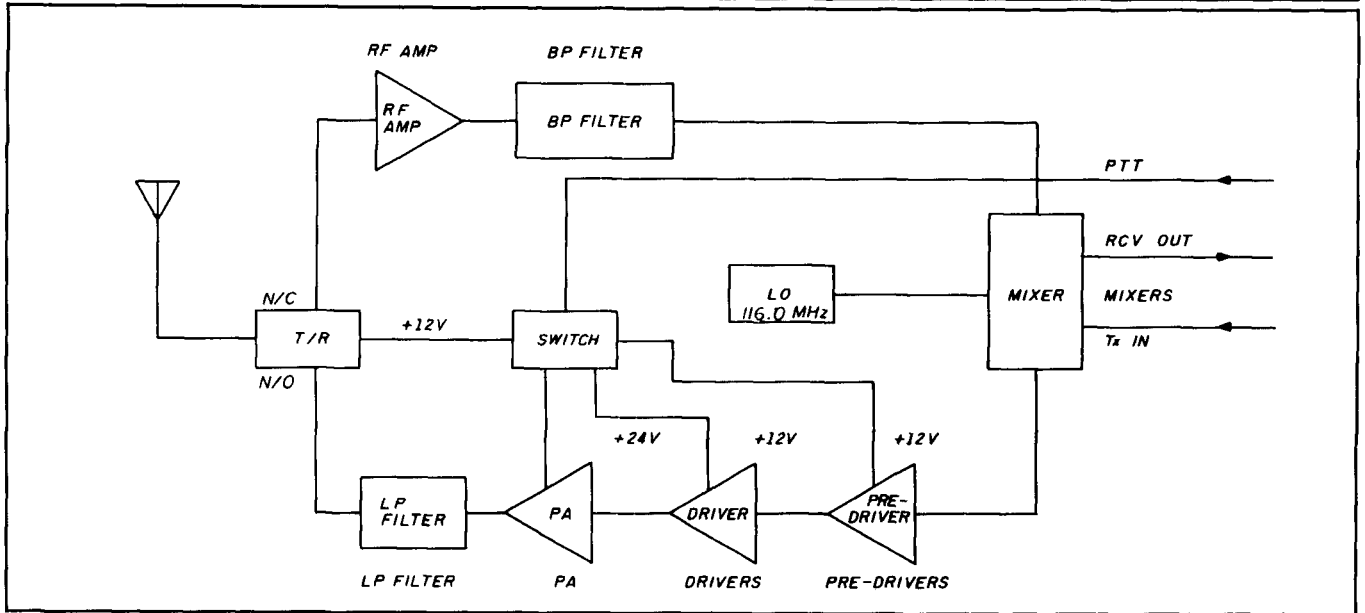 RF AMP
BP FILTER
RF
AMP
BP FILTER
PTT
RCV OUT
N/C
LO
116.0 MHz
MIXER
MIXERS
T/R
+12V
SWITCH
Tx IN
N/O
+24V
+12V
+12V
LP
FILTER
PA
DRIVER
PRE-
DRIVER
LP FILTER
PA
DRIVERS
PRE-DRIVERS